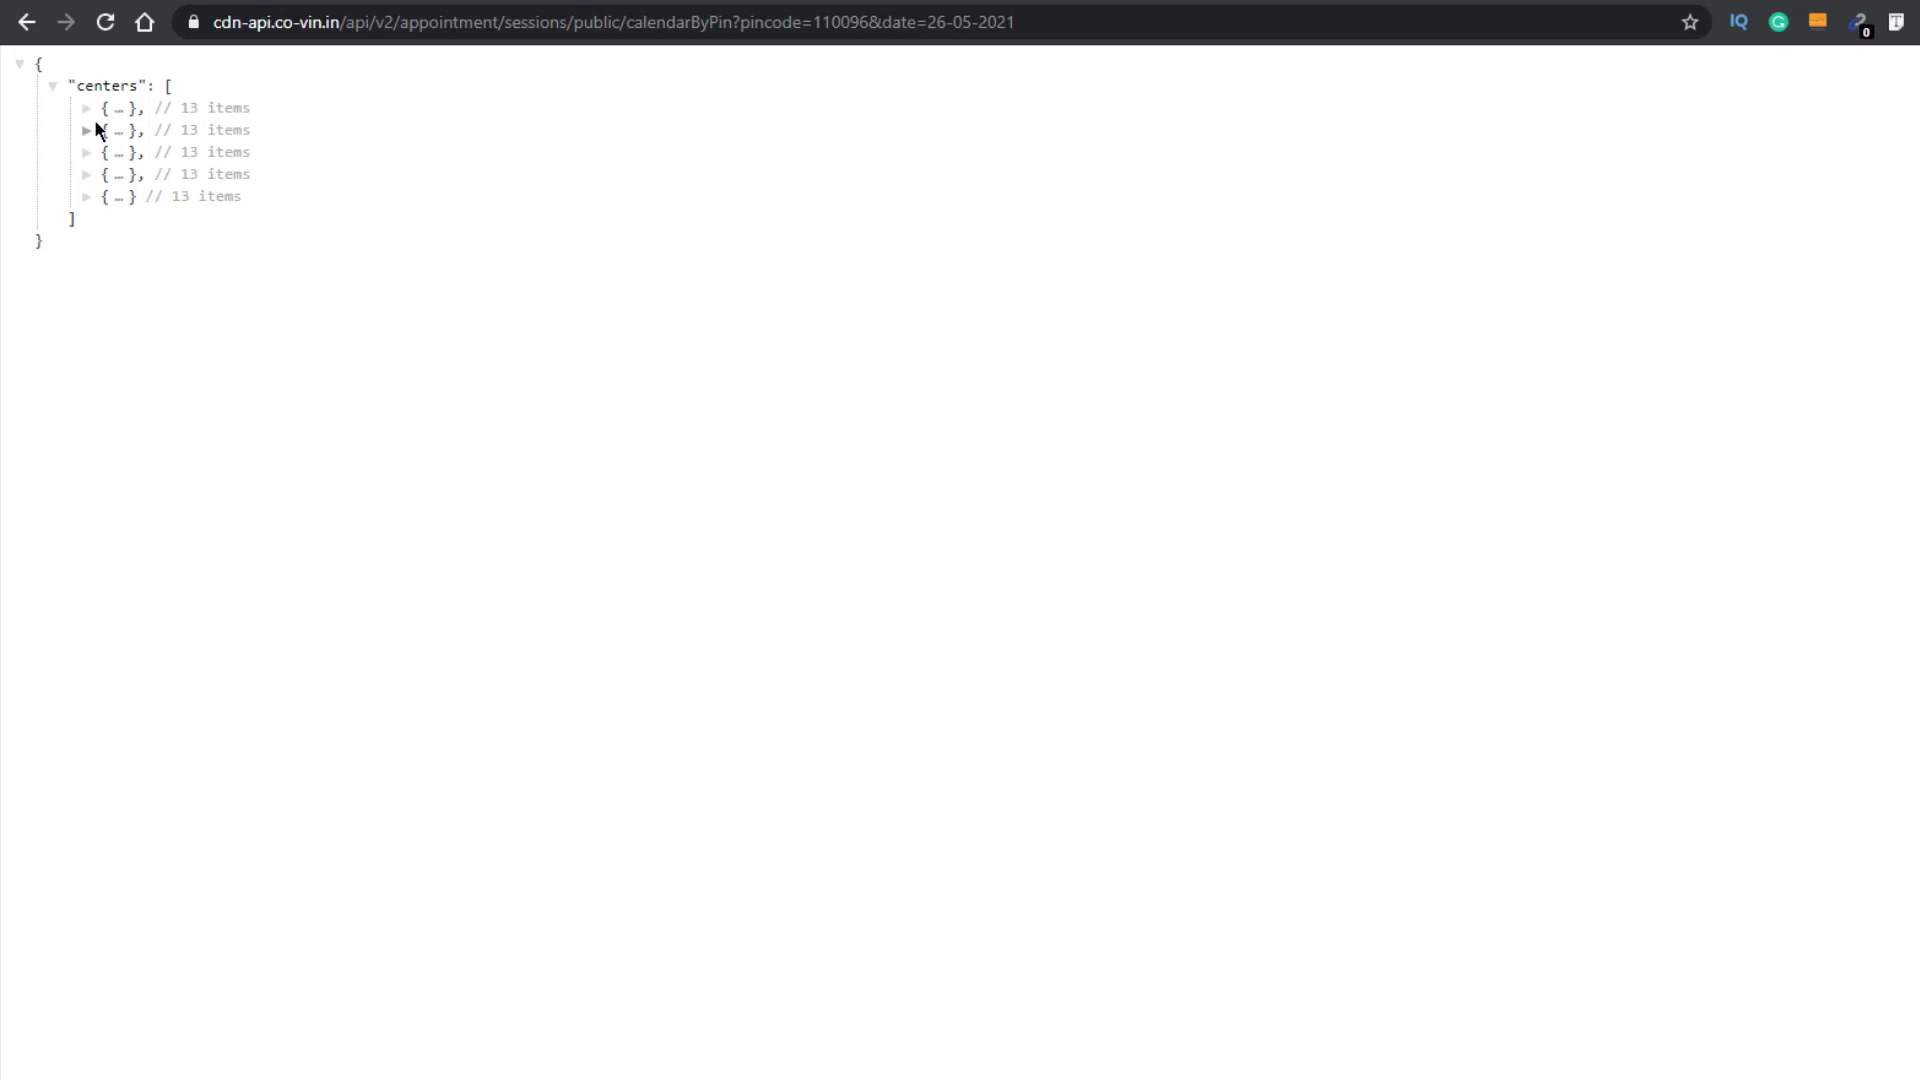 cdn-api.co-vin.in/api/v2/appointment/sessions/public/calendarByPin?pincode=110096&date=26-05-2021
IQ
G
0
T
{
"centers": [
{ … }, // 13 items
{ … }, // 13 items
{ … }, // 13 items
{ … }, // 13 items
{ … } // 13 items
]
}